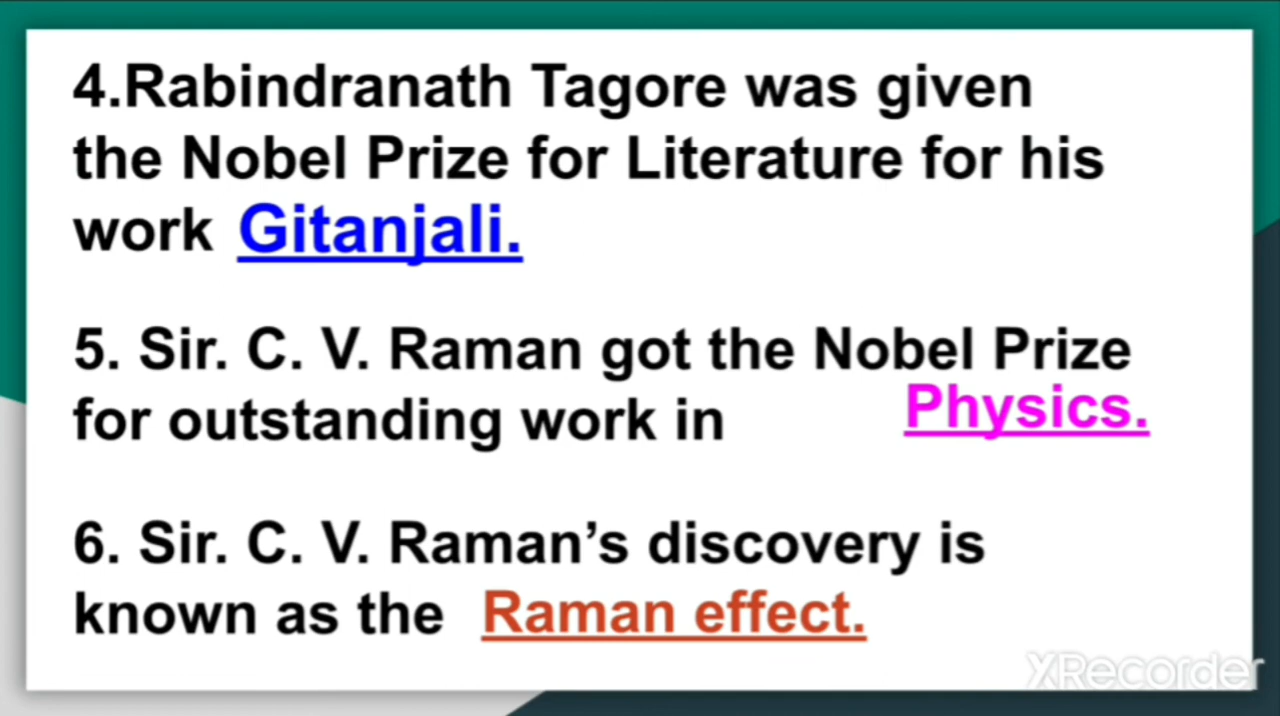 4.Rabindranath Tagore was given
the Nobel Prize for Literature for his
work Gitanjali.
5. Sir. C. V. Raman got the Nobel Prize
for outstanding work in Physics.
6. Sir. C. V. Raman’s discovery is
known as the Raman effect.
XRecorder